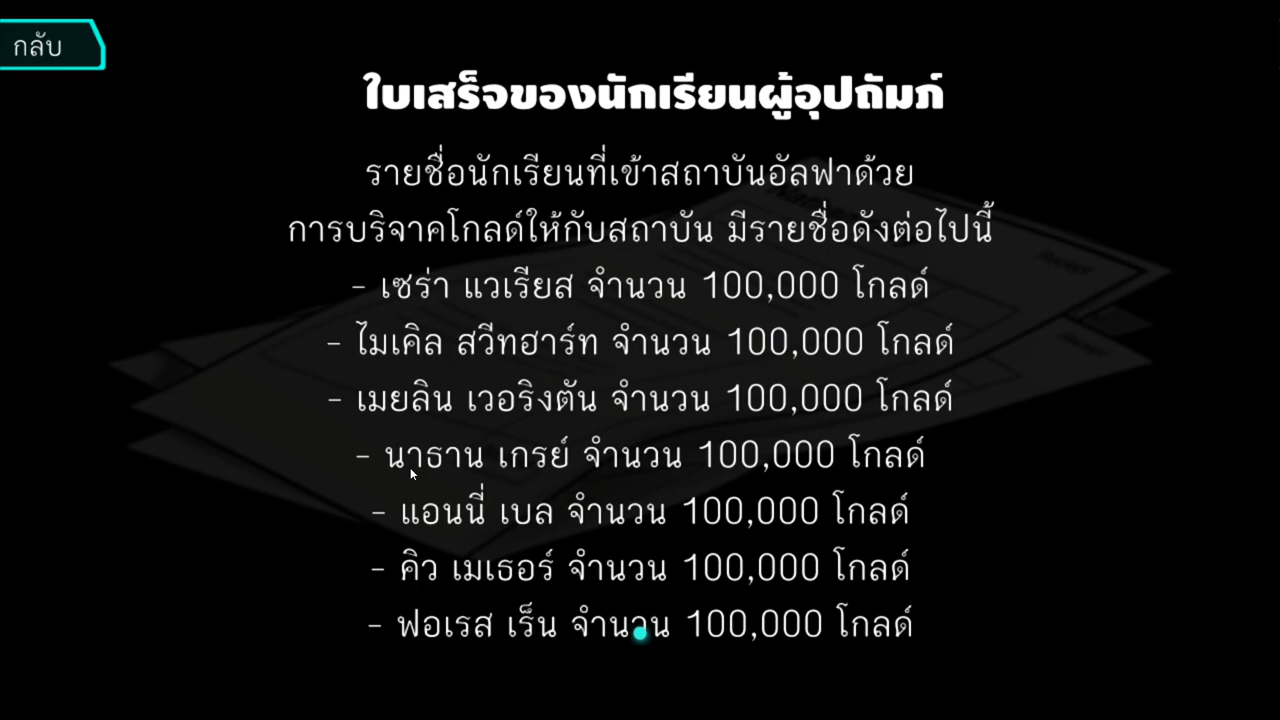 กลับ
ใบเสร็จของนักเรียนผู้อุปถัมภ์
รายชื่อนักเรียนที่เข้าสถาบันอัลฟาด้วย
การบริจาคโกลด์ให้กับสถาบัน มีรายชื่อดังต่อไปนี้
- เซร่า แวเรียส จำนวน 100,000 โกลด์
- ไมเคิล สวีทฮาร์ท จำนวน 100,000 โกลด์
- เมยลิน เวอริงตัน จำนวน 100,000 โกลด์
- นาธาน เกรย์ จำนวน 100,000 โกลด์
- แอนนี่ เบล จำนวน 100,000 โกลด์
- คิว เมเธอร์ จำนวน 100,000 โกลด์
- ฟอเรส เร็น จำนวน 100,000 โกลด์